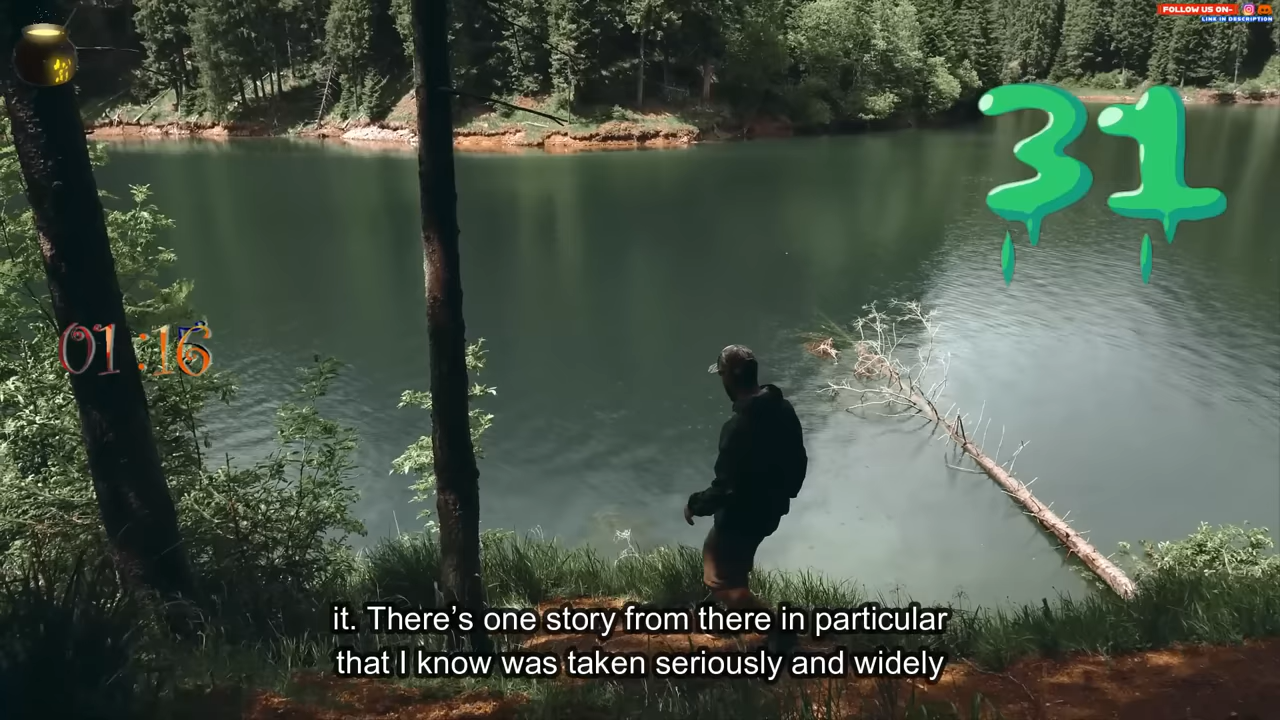 FOLLOW US ON-
LINK IN DESCRIPTION
31
01:16
it. There’s one story from there in particular
that I know was taken seriously and widely